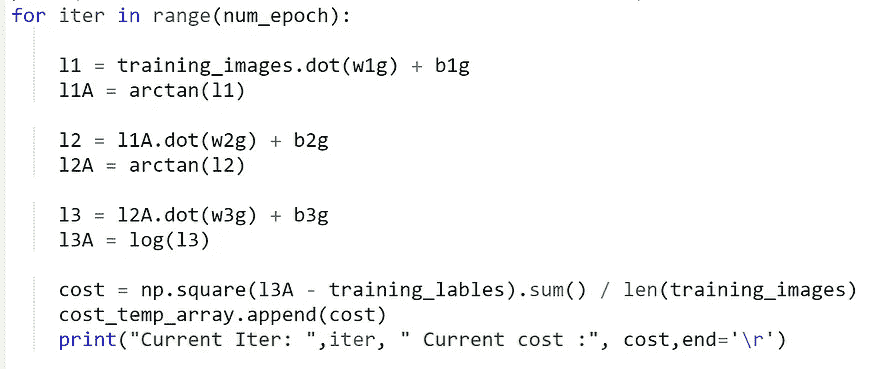 for iter in range(num_epoch):
l1 = training_images.dot(w1g) + b1g
l1A = arctan(l1)
l2 = l1A.dot(w2g) + b2g
l2A = arctan(l2)
l3 = l2A.dot(w3g) + b3g
l3A = log(l3)
cost = np.square(l3A - training_lables).sum() / len(training_images)
cost_temp_array.append(cost)
print("Current Iter: ",iter, " Current cost :", cost,end='\r')